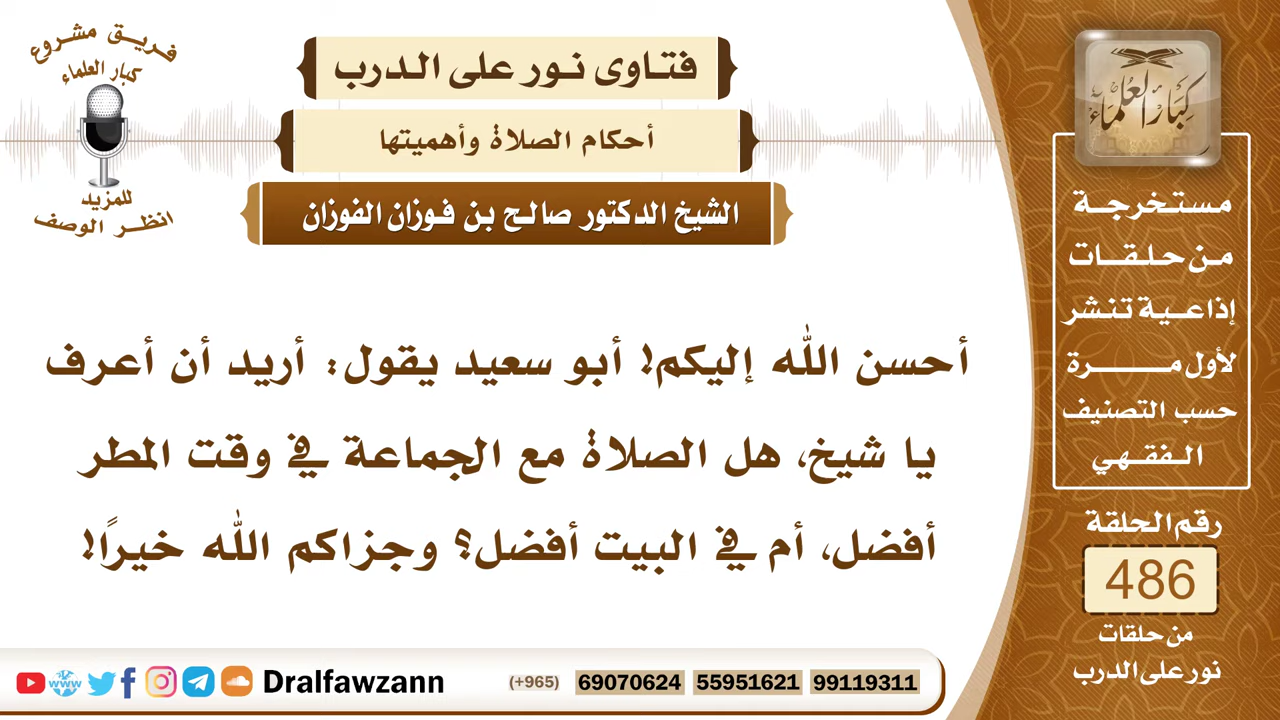 فريق مشروع
كبار العلماء
للمزيد
انظر الوصف
فتاوى نور على الدرب
أحكام الصلاة وأهميتها
الشيخ الدكتور صالح بن فوزان الفوزان
أحسن الله إليكم! أبو سعيد يقول: أريد أن أعرف
يا شيخ، هل الصلاة مع الجماعة في وقت المطر
أفضل، أم في البيت أفضل؟ وجزاكم الله خيرًا!
كبار العلماء
مستخرجة
من حلقات
إذاعية تنشر
لأول مرة
حسب التصنيف
الفقهي
رقم الحلقة
486
من حلقات
نور على الدرب
www
Dralfawzann (+965) 69070624 55951621 99119311